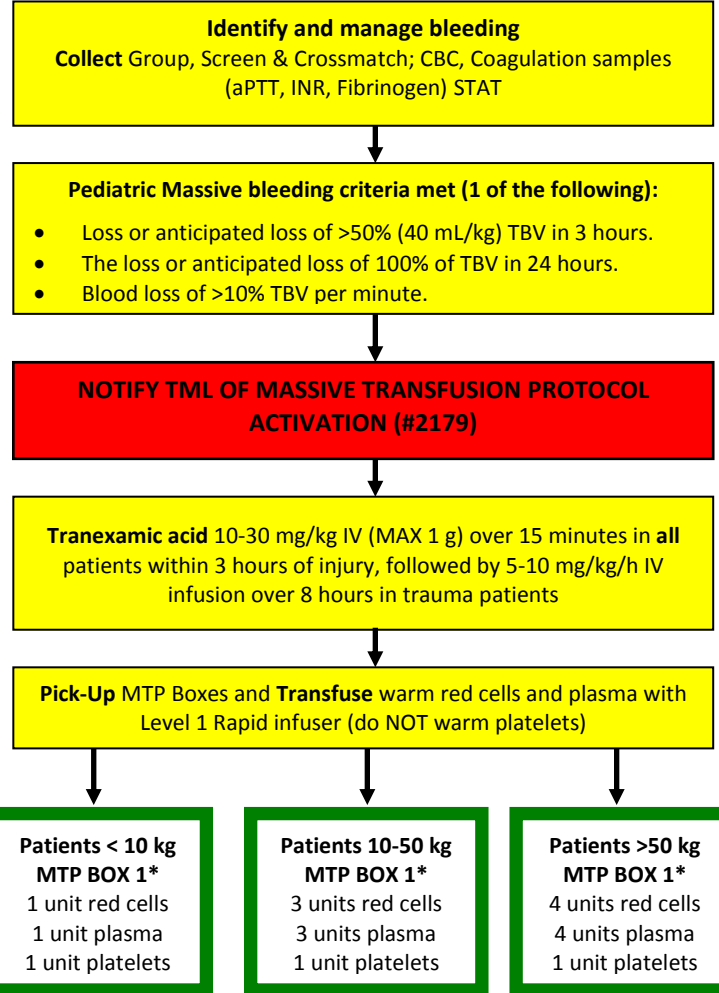 Identify and manage bleeding
Collect Group, Screen & Crossmatch; CBC, Coagulation samples
(aPTT, INR, Fibrinogen) STAT
Pediatric Massive bleeding criteria met (1 of the following):
• Loss or anticipated loss of >50% (40 mL/kg) TBV in 3 hours.
• The loss or anticipated loss of 100% of TBV in 24 hours.
• Blood loss of >10% TBV per minute.
NOTIFY TML OF MASSIVE TRANSFUSION PROTOCOL
ACTIVATION (#2179)
Tranexamic acid 10-30 mg/kg IV (MAX 1 g) over 15 minutes in all
patients within 3 hours of injury, followed by 5-10 mg/kg/h IV
infusion over 8 hours in trauma patients
Pick-Up MTP Boxes and Transfuse warm red cells and plasma with
Level 1 Rapid infuser (do NOT warm platelets)
Patients < 10 kg
MTP BOX 1*
1 unit red cells
1 unit plasma
1 unit platelets
Patients 10-50 kg
MTP BOX 1*
3 units red cells
3 units plasma
1 unit platelets
Patients >50 kg
MTP BOX 1*
4 units red cells
4 units plasma
1 unit platelets